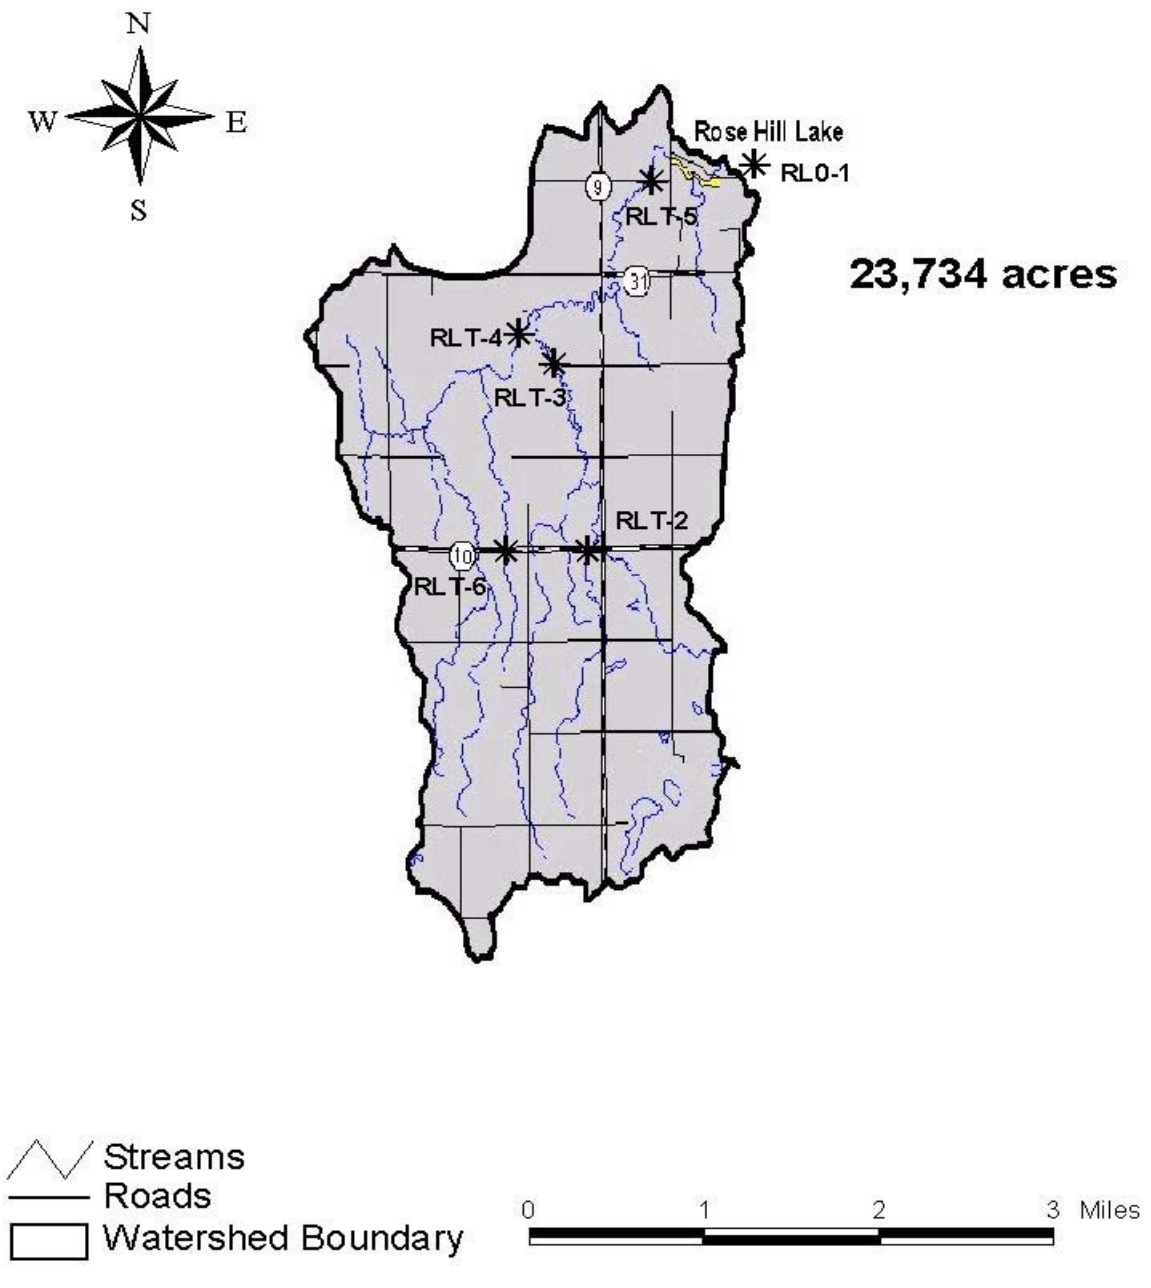 N
W E
S
Rose Hill Lake
RLO-1
9
RLT-5
23,734 acres
31
RLT-4
RLT-3
RLT-2
10
RLT-6
Streams
Roads
Watershed Boundary
0 1 2 3 Miles